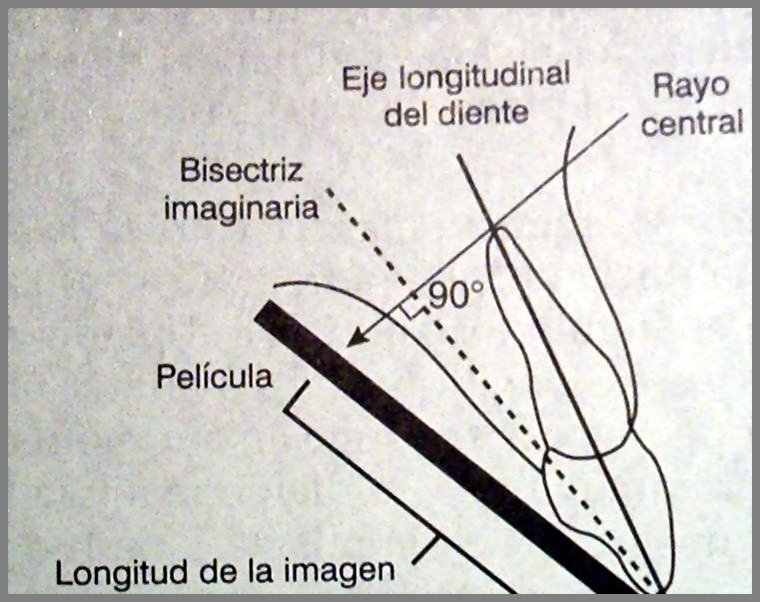 Eje longitudinal
del diente
Rayo
central
Bisectriz
imaginaria
90°
Película
Longitud de la imagen